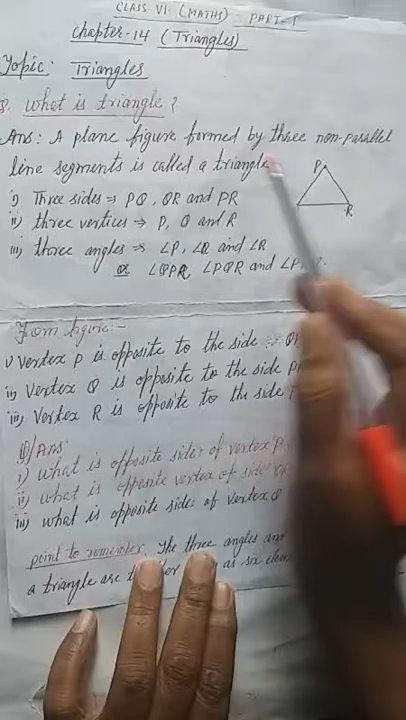 CLASS VI (MATHS) PART-I
Chapter-14 (Triangles)
Topic: Triangles
Q. What is triangle?
Ans: A plane figure formed by three non-parallel
line segments is called a triangle.
P
R
i) Three sides ⇒ PQ, QR and PR
ii) three vertices ⇒ P, Q and R
iii) three angles ⇒ ∠P, ∠Q and ∠R
or ∠QPR, ∠PQR and
From figure:-
i) Vertex P is opposite to the side
ii) Vertex Q is opposite to the side
iii) Vertex R is opposite to the side
Q/Ans:
i) What is opposite side of vertex P,
ii) what is opposite vertex of side
iii) what is opposite side of vertex Q
point to remember. The three angles and
a triangle are as six